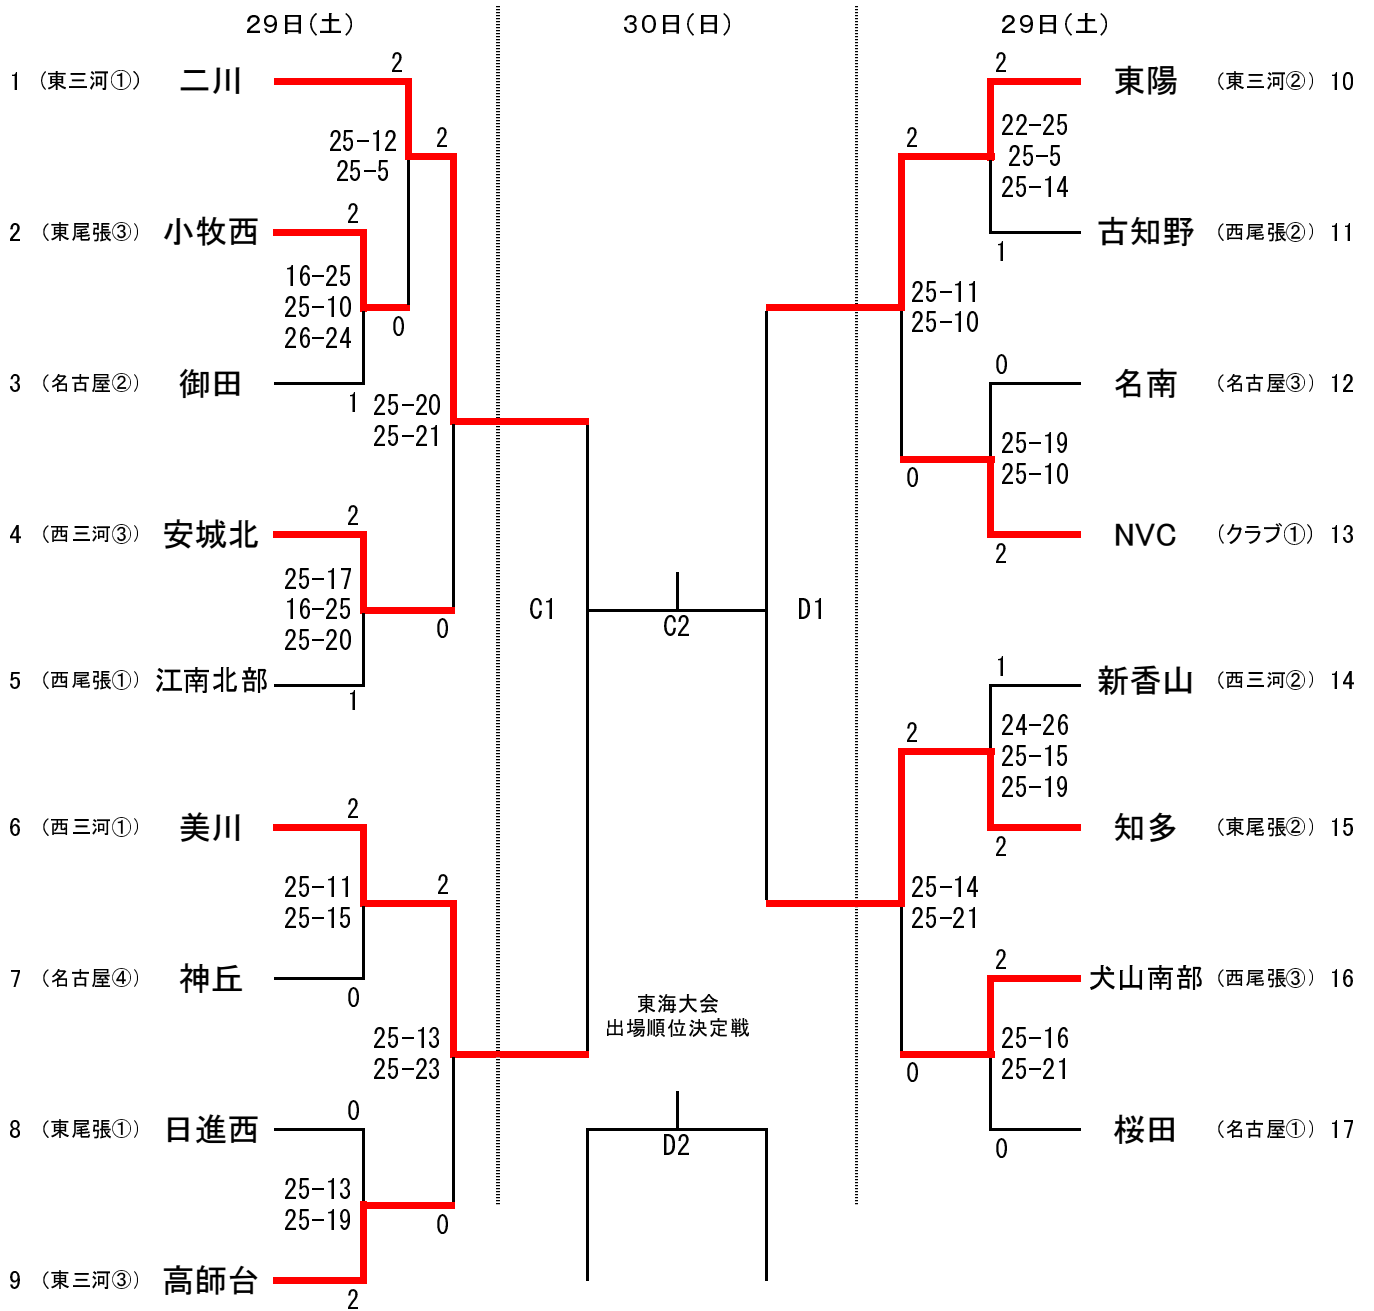 29日(土)
30日(日)
29日(土)
1 (東三河①) 二川
2
25-12
25-5
2
2 (東尾張③) 小牧西
2
16-25
25-10
26-24
0
3 (名古屋②) 御田
1
25-20
25-21
4 (西三河③) 安城北
2
25-17
16-25
25-20
0
5 (西尾張①) 江南北部
1
6 (西三河①) 美川
2
25-11
25-15
2
7 (名古屋④) 神丘
0
25-13
25-23
8 (東尾張①) 日進西
0
25-13
25-19
0
9 (東三河③) 高師台
2
C1
C2
D1
東海大会
出場順位決定戦
D2
2
東陽 (東三河②) 10
2
22-25
25-5
25-14
古知野 (西尾張②) 11
1
25-11
25-10
0
名南 (名古屋③) 12
25-19
25-10
0
NVC (クラブ①) 13
2
1
新香山 (西三河②) 14
2
24-26
25-15
25-19
知多 (東尾張②) 15
2
25-14
25-21
2
犬山南部 (西尾張③) 16
25-16
25-21
0
桜田 (名古屋①) 17
0